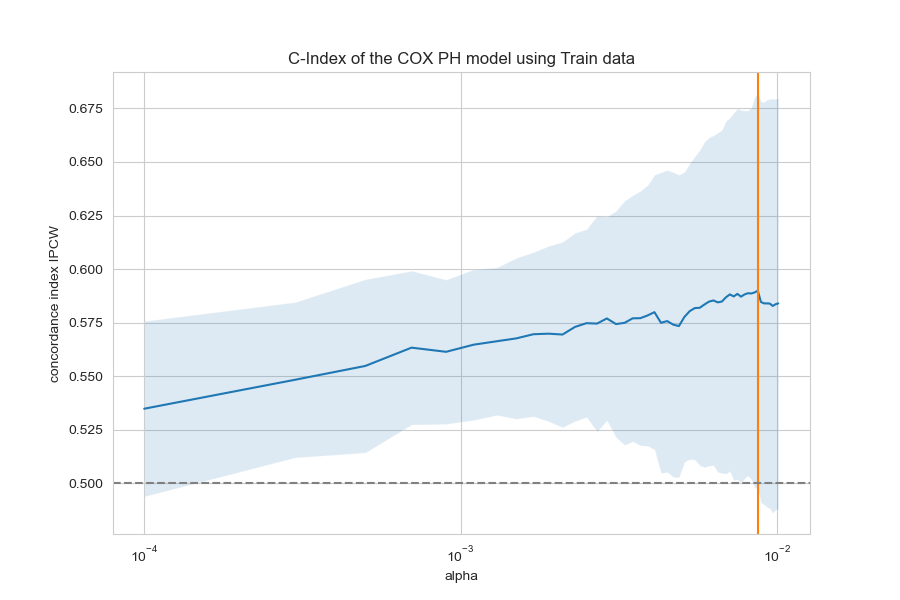 C-Index of the COX PH model using Train data
concordance index IPCW
0.675
0.650
0.625
0.600
0.575
0.550
0.525
0.500
10⁻⁴ 10⁻³ 10⁻²
alpha